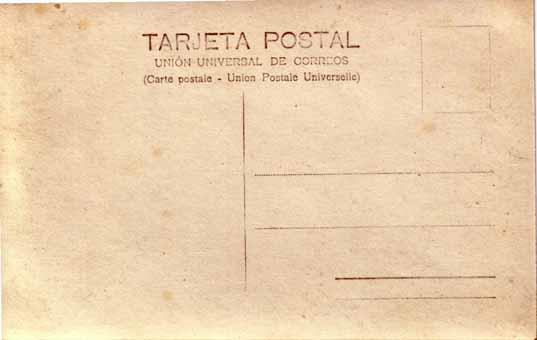 TARJETA POSTAL
UNIÓN UNIVERSAL DE CORREOS
(Carte postale - Union Postale Universelle)